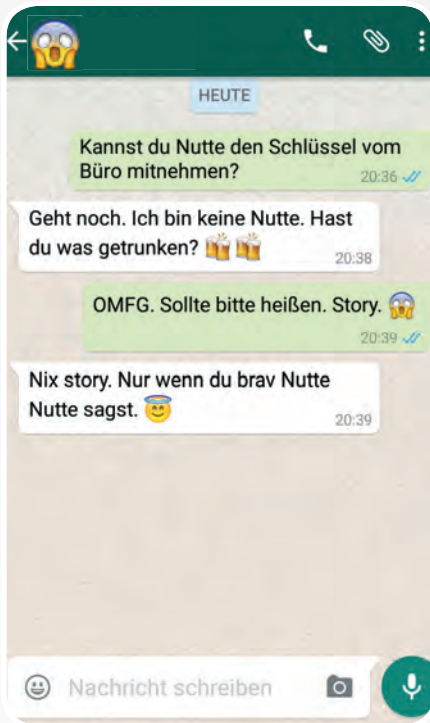 HEUTE
Kannst du Nutte den Schlüssel vom
Büro mitnehmen?
20:36
Geht noch. Ich bin keine Nutte. Hast
du was getrunken? 🍻 🍻
20:38
OMFG. Sollte bitte heißen. Story. 😱
20:39
Nix story. Nur wenn du brav Nutte
Nutte sagst. 😇
20:39
Nachricht schreiben